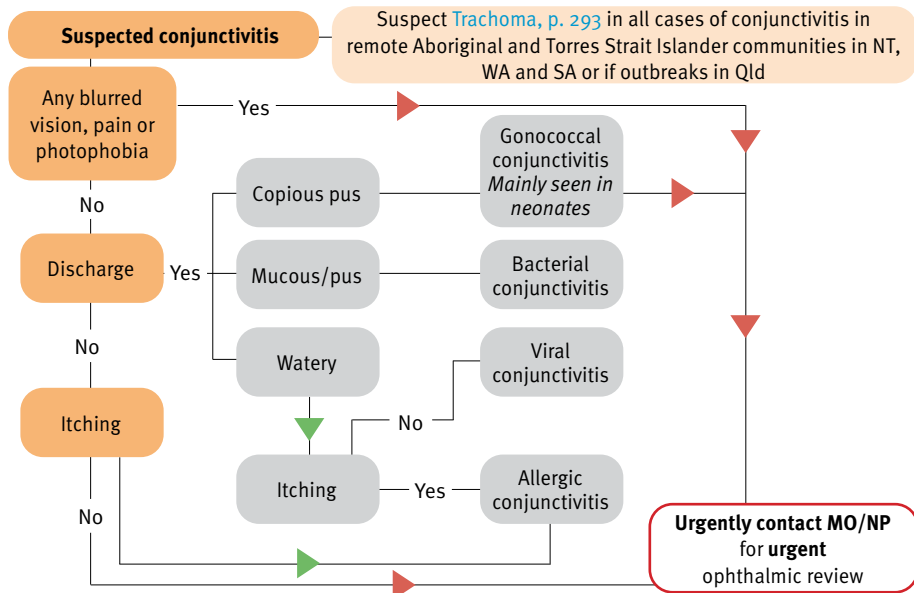 Suspected conjunctivitis
Suspect Trachoma, p. 293 in all cases of conjunctivitis in
remote Aboriginal and Torres Strait Islander communities in NT,
WA and SA or if outbreaks in Qld
Any blurred
vision, pain or
photophobia
Yes
No
Copious pus
Gonococcal
conjunctivitis
Mainly seen in
neonates
Discharge
Yes
Mucous/pus
Bacterial
conjunctivitis
No
Watery
Viral
conjunctivitis
No
Itching
Itching
Yes
Allergic
conjunctivitis
No
Urgently contact MO/NP
for urgent
ophthalmic review